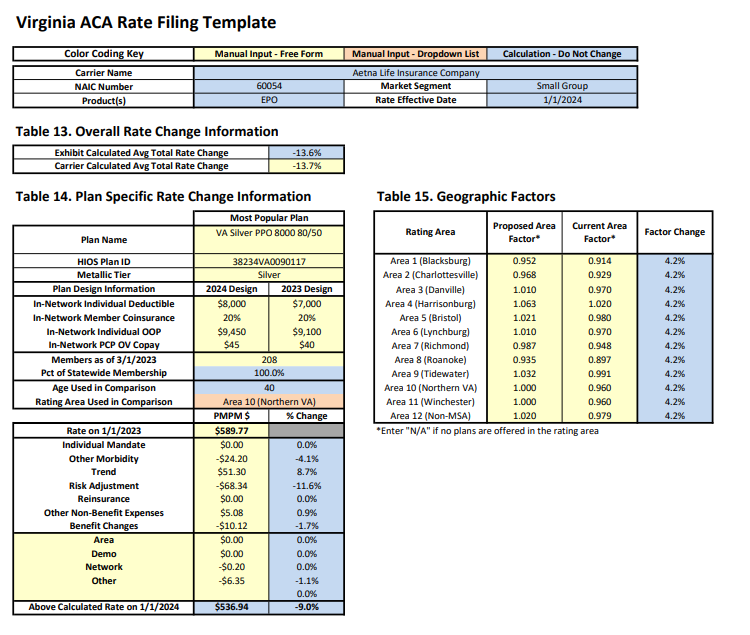 Virginia ACA Rate Filing Template
Color Coding Key Manual Input - Free Form Manual Input - Dropdown List Calculation - Do Not Change
Carrier Name Aetna Life Insurance Company
NAIC Number 60054 Market Segment Small Group
Product(s) EPO Rate Effective Date 1/1/2024
Table 13. Overall Rate Change Information
Exhibit Calculated Avg Total Rate Change -13.6%
Carrier Calculated Avg Total Rate Change -13.7%
Table 14. Plan Specific Rate Change Information
Most Popular Plan
Plan Name VA Silver PPO 8000 80/50
HIOS Plan ID 38234VA0090117
Metallic Tier Silver
Plan Design Information 2024 Design 2023 Design
In-Network Individual Deductible $8,000 $7,000
In-Network Member Coinsurance 20% 20%
In-Network Individual OOP $9,450 $9,100
In-Network PCP OV Copay $45 $40
Members as of 3/1/2023 208
Pct of Statewide Membership 100.0%
Age Used in Comparison 40
Rating Area Used in Comparison Area 10 (Northern VA)
PMPM $ % Change
Rate on 1/1/2023 $589.77
Individual Mandate $0.00 0.0%
Other Morbidity -$24.20 -4.1%
Trend $51.30 8.7%
Risk Adjustment -$68.34 -11.6%
Reinsurance $0.00 0.0%
Other Non-Benefit Expenses $5.08 0.9%
Benefit Changes -$10.12 -1.7%
Area $0.00 0.0%
Demo $0.00 0.0%
Network -$0.20 0.0%
Other -$6.35 -1.1%
0.0%
Above Calculated Rate on 1/1/2024 $536.94 -9.0%
Table 15. Geographic Factors
Rating Area Proposed Area Factor* Current Area Factor* Factor Change
Area 1 (Blacksburg) 0.952 0.914 4.2%
Area 2 (Charlottesville) 0.968 0.929 4.2%
Area 3 (Danville) 1.010 0.970 4.2%
Area 4 (Harrisonburg) 1.063 1.020 4.2%
Area 5 (Bristol) 1.021 0.980 4.2%
Area 6 (Lynchburg) 1.010 0.970 4.2%
Area 7 (Richmond) 0.987 0.948 4.2%
Area 8 (Roanoke) 0.935 0.897 4.2%
Area 9 (Tidewater) 1.032 0.991 4.2%
Area 10 (Northern VA) 1.000 0.960 4.2%
Area 11 (Winchester) 1.000 0.960 4.2%
Area 12 (Non-MSA) 1.020 0.979 4.2%
*Enter "N/A" if no plans are offered in the rating area